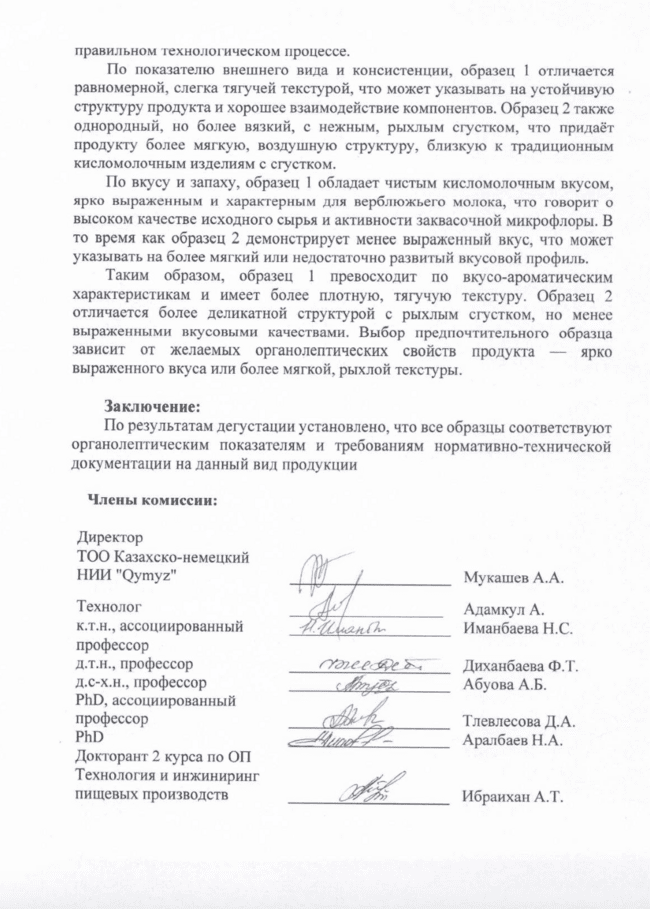 правильном технологическом процессе.
По показателю внешнего вида и консистенции, образец 1 отличается
равномерной, слегка тягучей текстурой, что может указывать на устойчивую
структуру продукта и хорошее взаимодействие компонентов. Образец 2 также
однородный, но более вязкий, с нежным, рыхлым сгустком, что придаёт
продукту более мягкую, воздушную структуру, близкую к традиционным
кисломолочным изделиям с сгустком.
По вкусу и запаху, образец 1 обладает чистым кисломолочным вкусом,
ярко выраженным и характерным для верблюжьего молока, что говорит о
высоком качестве исходного сырья и активности заквасочной микрофлоры. В
то время как образец 2 демонстрирует менее выраженный вкус, что может
указывать на более мягкий или недостаточно развитый вкусовой профиль.
Таким образом, образец 1 превосходит по вкусо-ароматическим
характеристикам и имеет более плотную, тягучую текстуру. Образец 2
отличается более деликатной структурой с рыхлым сгустком, но менее
выраженными вкусовыми качествами. Выбор предпочтительного образца
зависит от желаемых органолептических свойств продукта — ярко
выраженного вкуса или более мягкой, рыхлой текстуры.
Заключение:
По результатам дегустации установлено, что все образцы соответствуют
органолептическим показателям и требованиям нормативно-технической
документации на данный вид продукции
Члены комиссии:
Директор
ТОО Казахско-немецкий
НИИ "Qymyz" Мукашев А.А.
Технолог Адамкул А.
к.т.н., ассоциированный Иманбаева Н.С.
профессор
д.т.н., профессор Диханбаева Ф.Т.
д.с-х.н., профессор Абуова А.Б.
PhD, ассоциированный
профессор Тлевлесова Д.А.
PhD Аралбаев Н.А.
Докторант 2 курса по ОП
Технология и инжиниринг
пищевых производств Ибраихан А.Т.